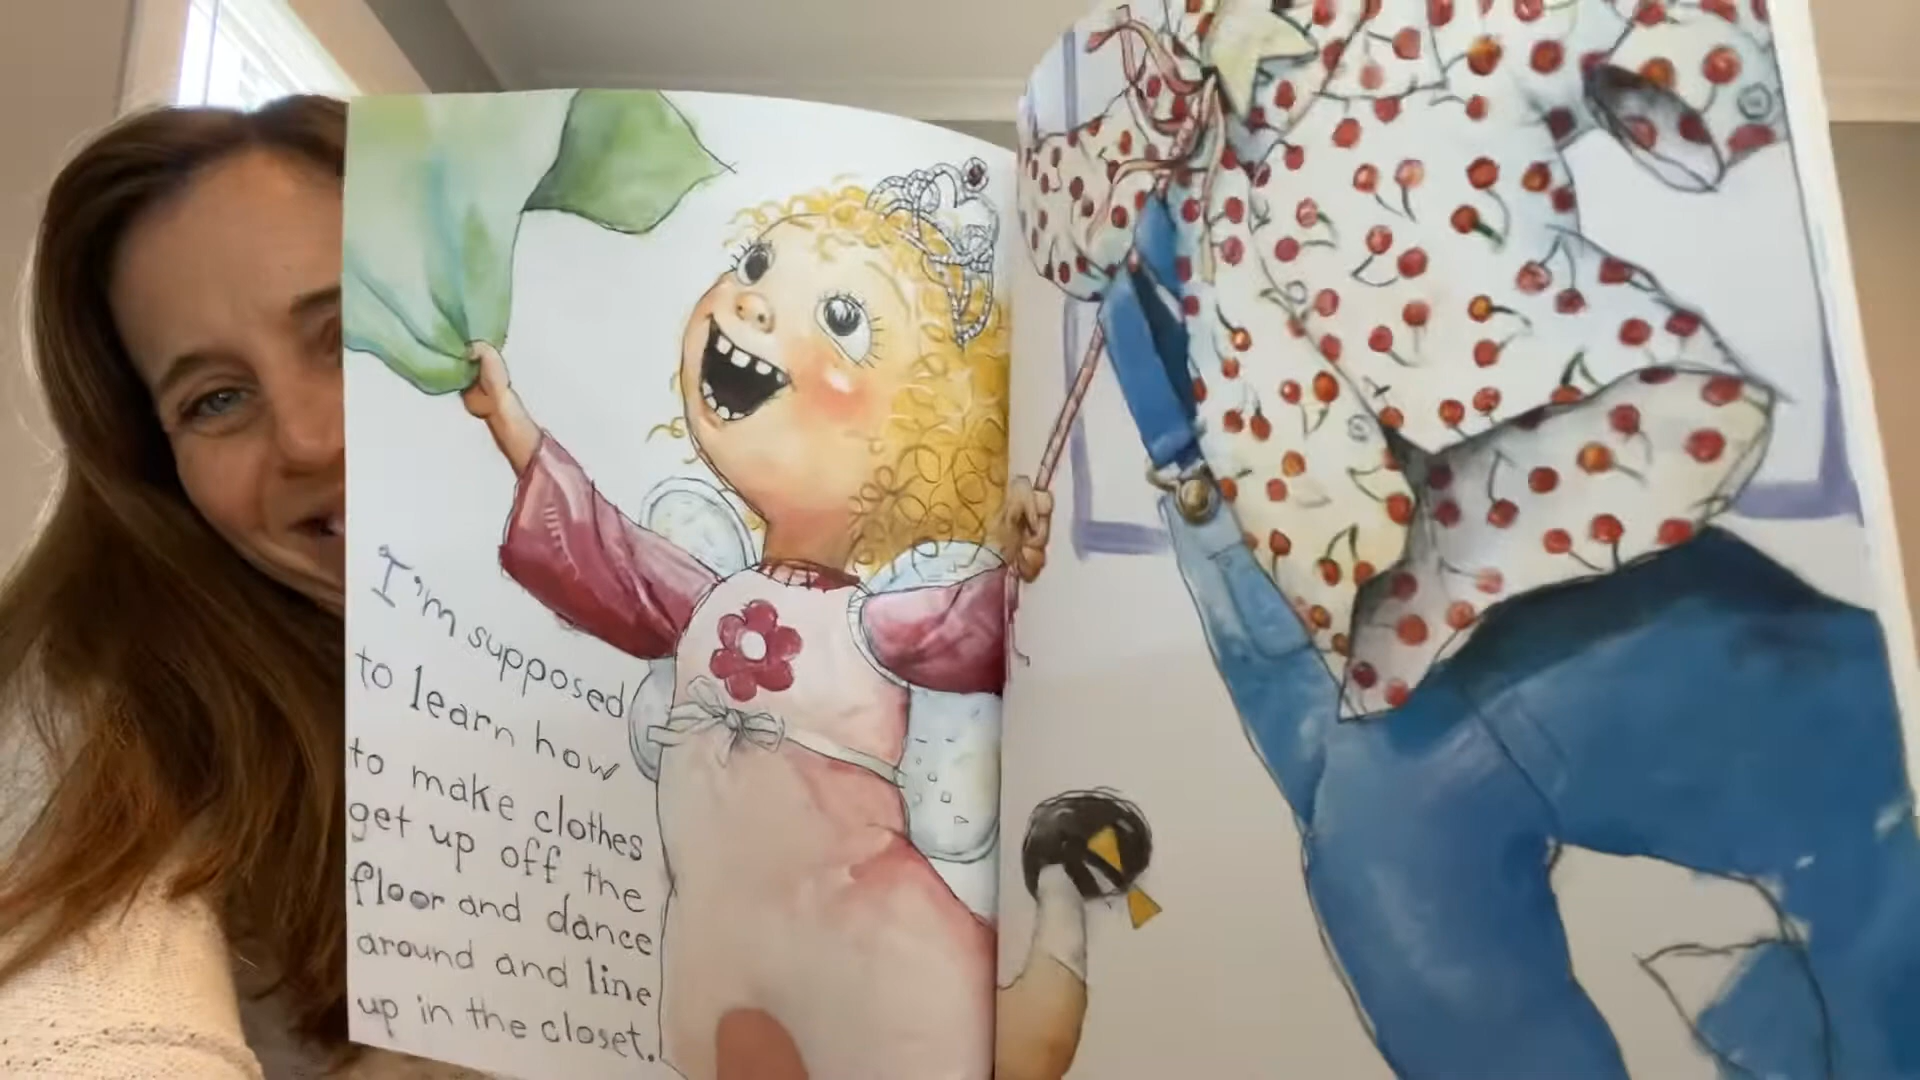 I'm supposed
to learn how
to make clothes
get up off the
floor and dance
around and line
up in the closet.